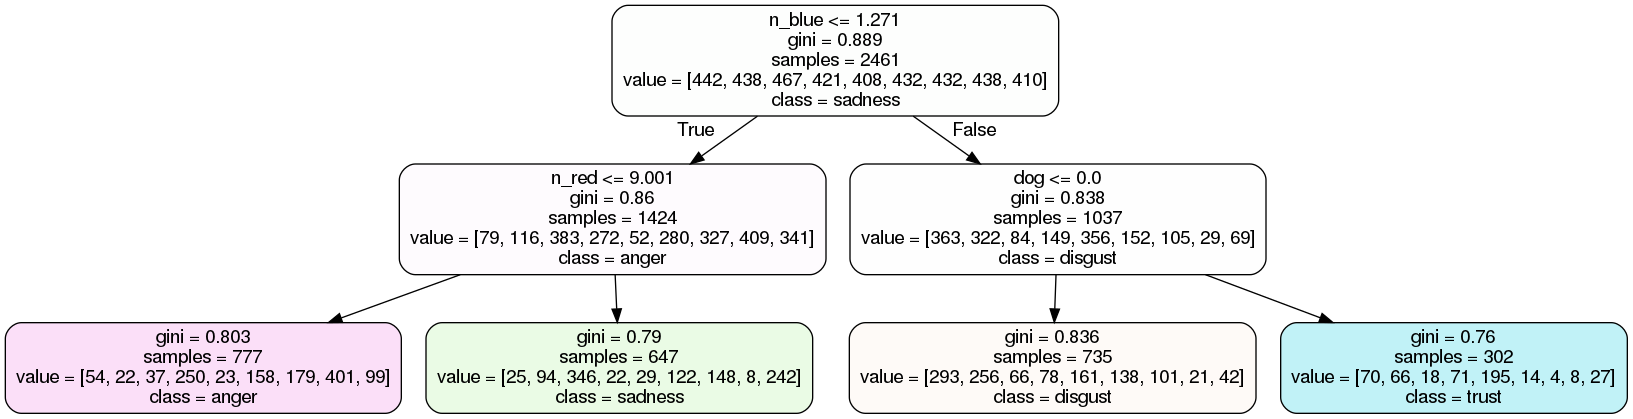 n_blue <= 1.271
gini = 0.889
samples = 2461
value = [442, 438, 467, 421, 408, 432, 432, 438, 410]
class = sadness
True
False
n_red <= 9.001
gini = 0.86
samples = 1424
value = [79, 116, 383, 272, 52, 280, 327, 409, 341]
class = anger
dog <= 0.0
gini = 0.838
samples = 1037
value = [363, 322, 84, 149, 356, 152, 105, 29, 69]
class = disgust
gini = 0.803
samples = 777
value = [54, 22, 37, 250, 23, 158, 179, 401, 99]
class = anger
gini = 0.79
samples = 647
value = [25, 94, 346, 22, 29, 122, 148, 8, 242]
class = sadness
gini = 0.836
samples = 735
value = [293, 256, 66, 78, 161, 138, 101, 21, 42]
class = disgust
gini = 0.76
samples = 302
value = [70, 66, 18, 71, 195, 14, 4, 8, 27]
class = trust